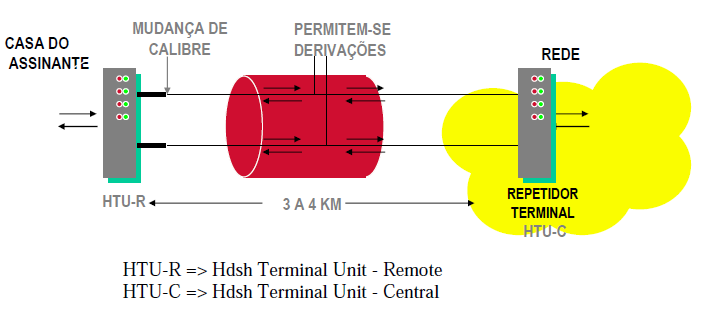 MUDANÇA DE
CALIBRE
PERMITEM-SE
DERIVAÇÕES
CASA DO
ASSINANTE
REDE
HTU-R
3 A 4 KM
REPETIDOR
TERMINAL
HTU-C
HTU-R => Hdsh Terminal Unit - Remote
HTU-C => Hdsh Terminal Unit - Central